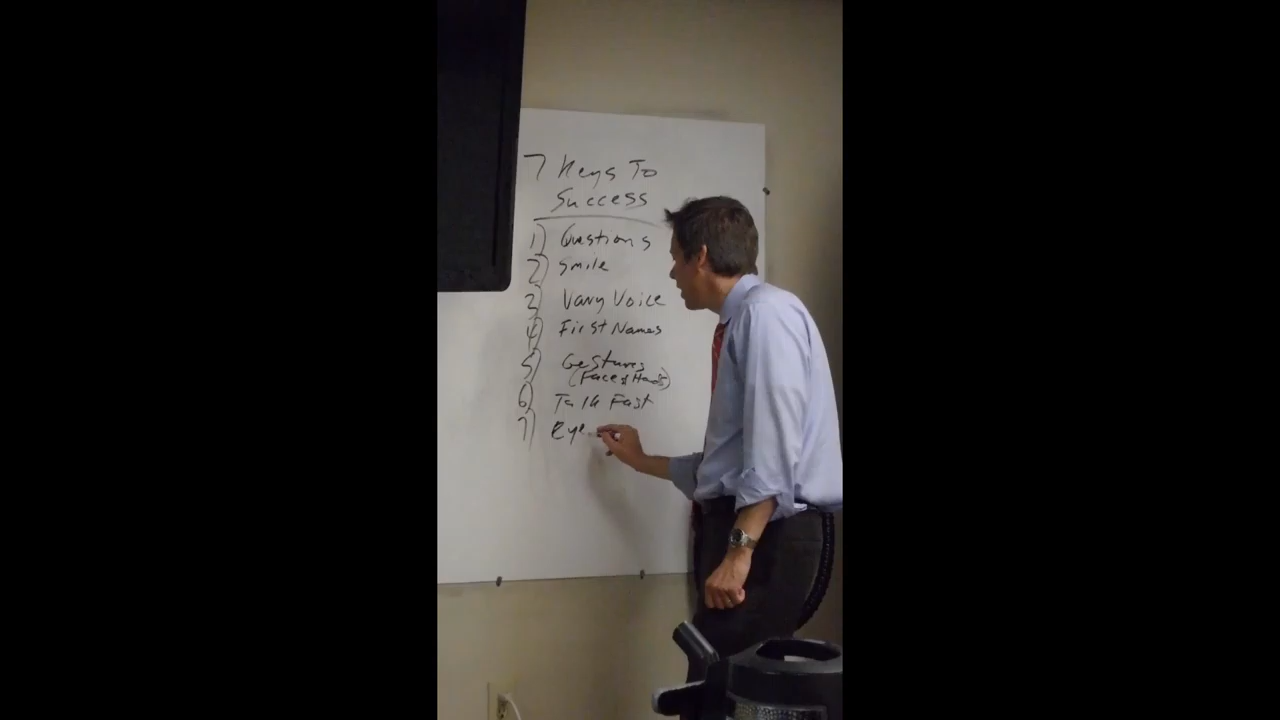 7 Keys To
Success
1) Questions
2) Smile
3) Vary Voice
4) First Names
5) Gestures
(Face & Hands)
6) Talk Fast
7) Eye